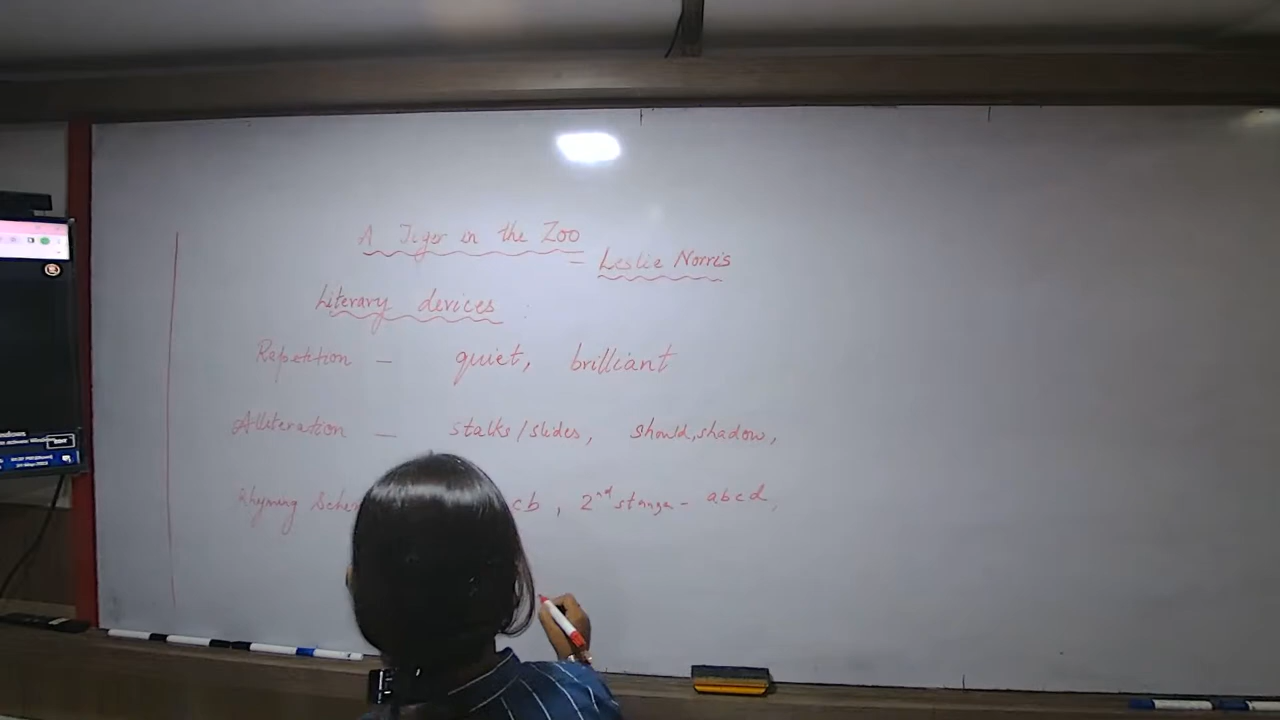 A Tiger in the Zoo
- Leslie Norris
Literary devices :
Repetition - quiet, brilliant
Alliteration - stalks/slides, should,shadow,
Rhyming cb, 2nd stanza - abcd,